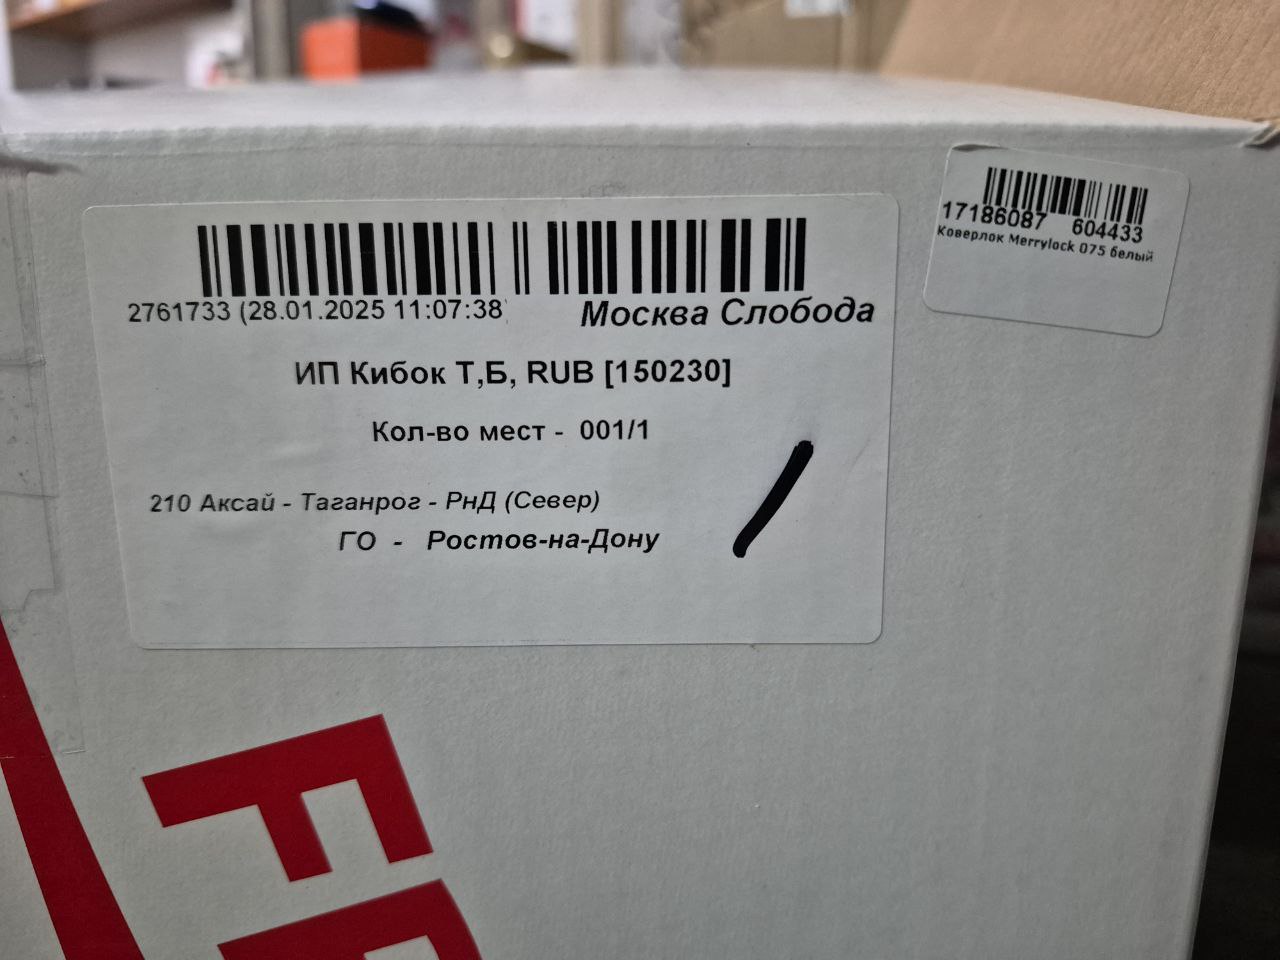 2761733 (28.01.2025 11:07:38)
Москва Слобода
ИП Кибок Т,Б, RUB [150230]
Кол-во мест - 001/1
210 Аксай - Таганрог - РнД (Север)
ГО - Ростов-на-Дону
17186087 604433
Коверлок Merrylock 075 белый